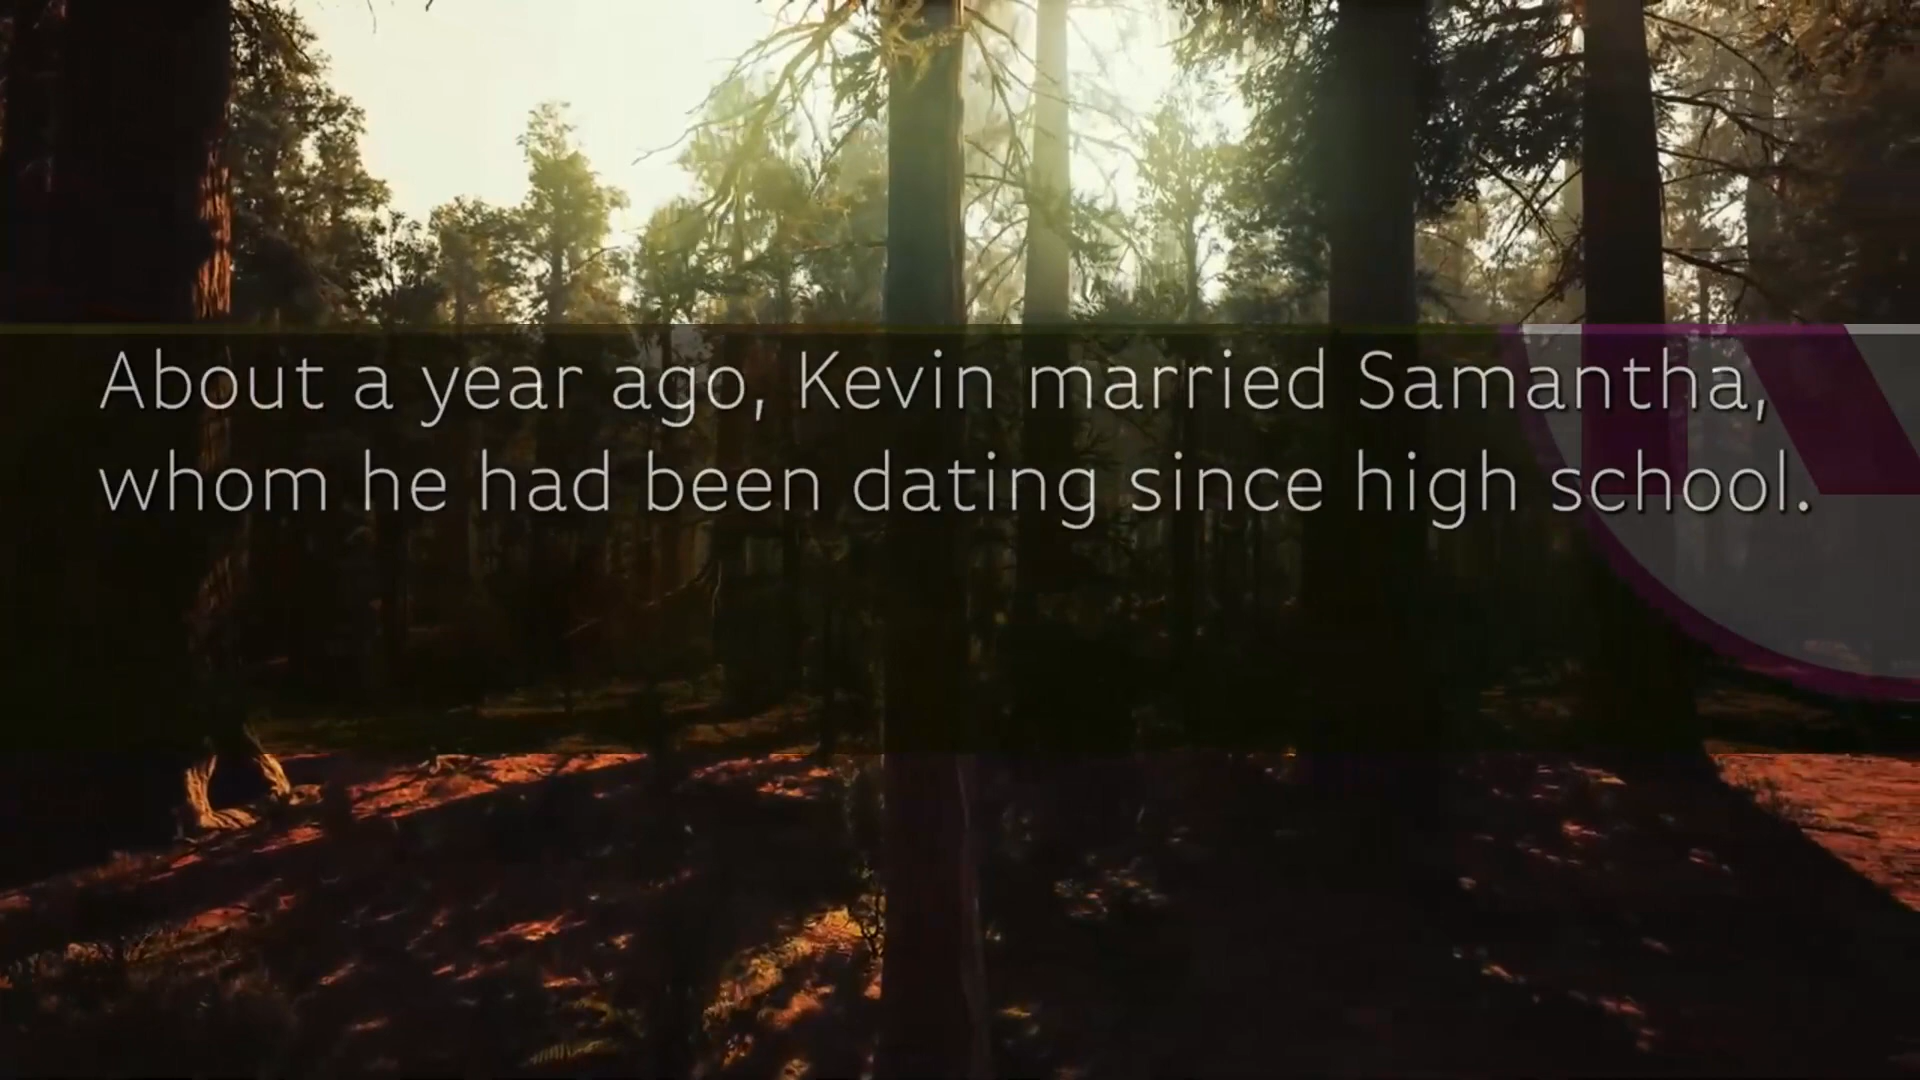 About a year ago, Kevin married Samantha,
whom he had been dating since high school.